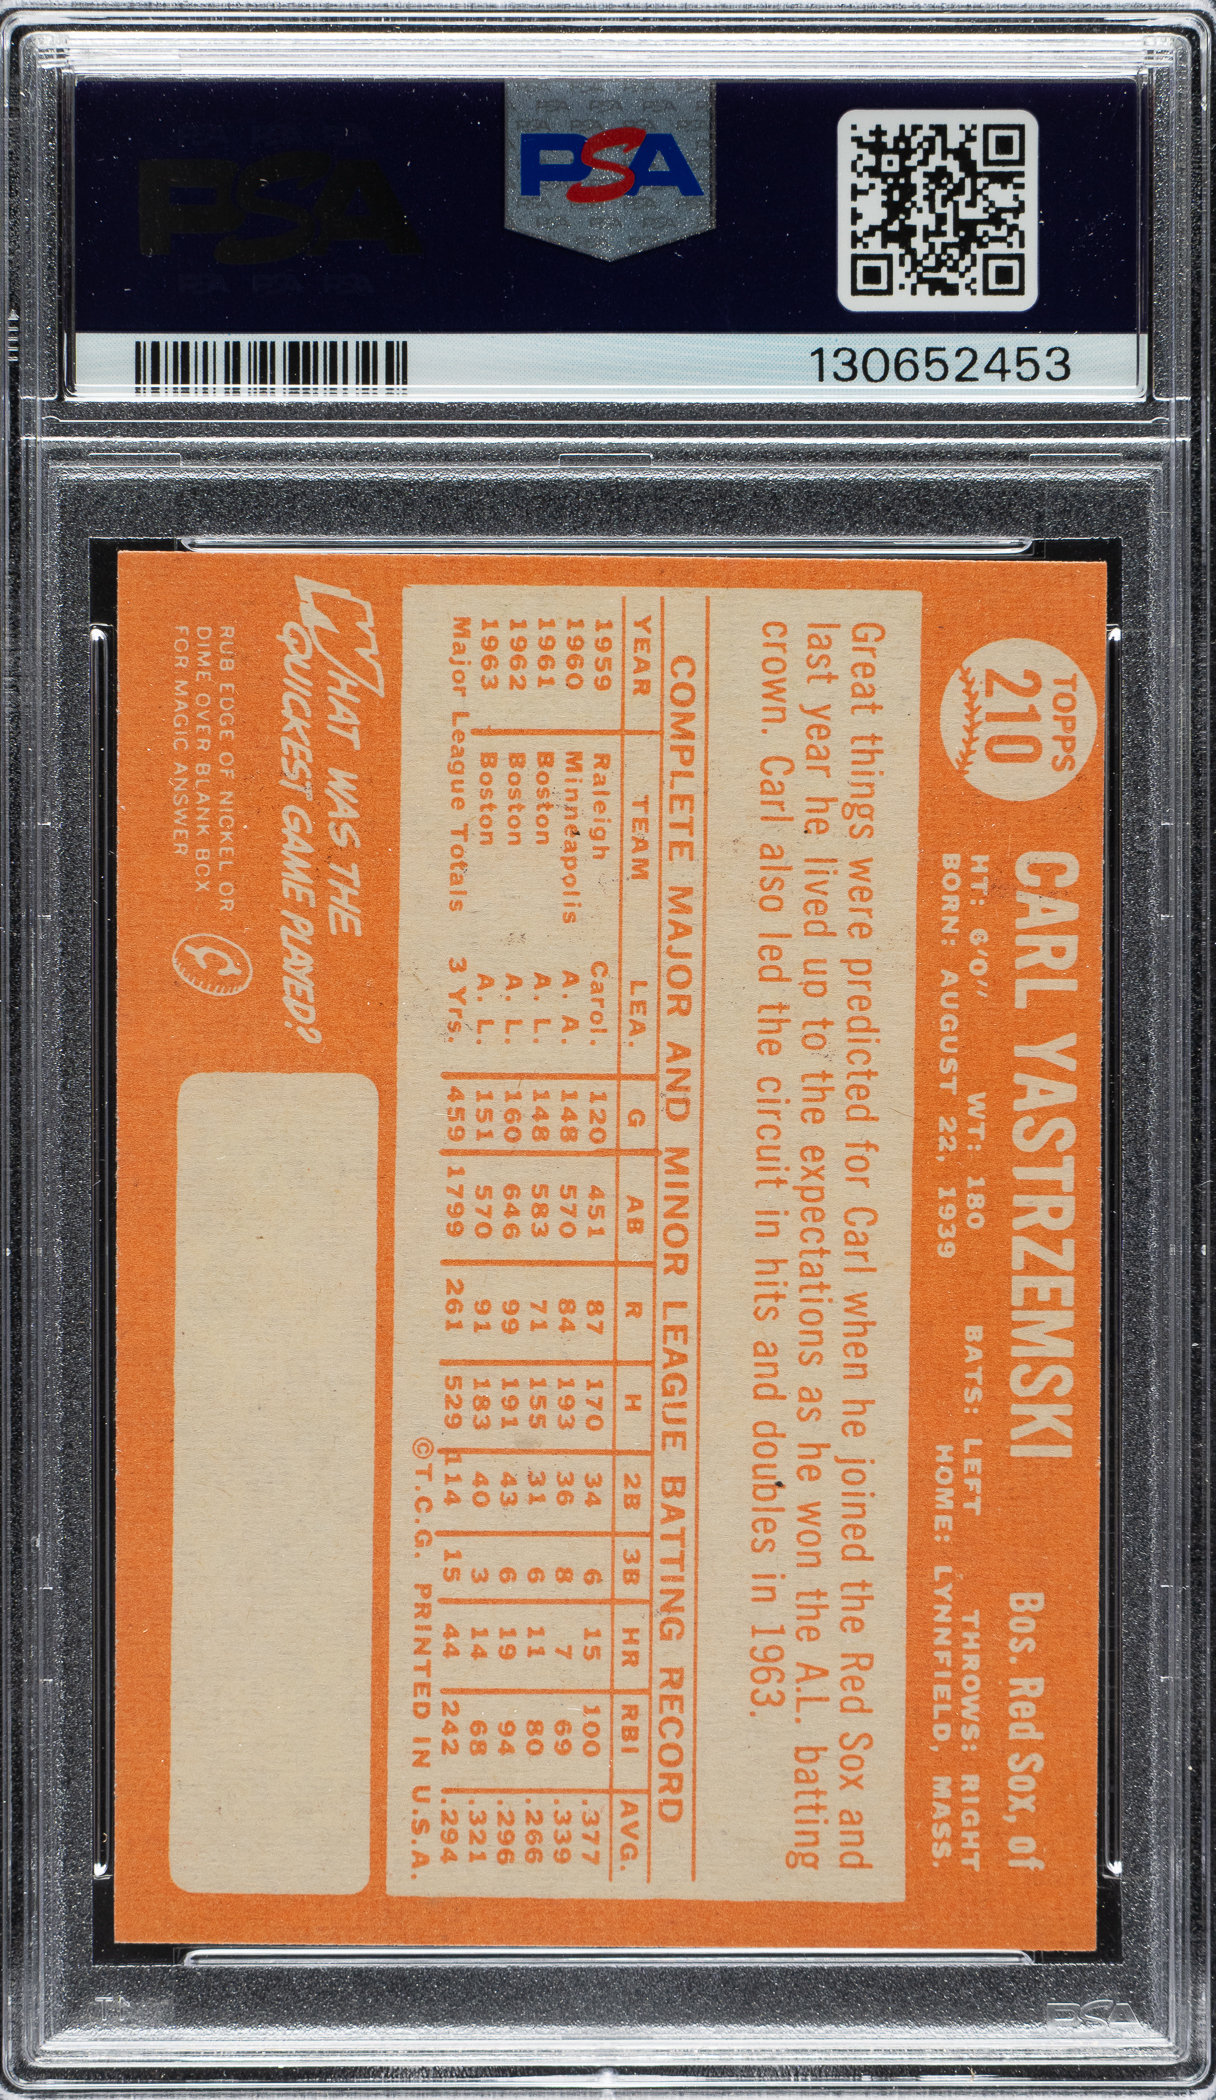 PSA
PSA
130652453
TOPPS
210
CARL YASTRZEMSKI
Bos. Red Sox, of
HT: 6'0" WT: 180 BATS: LEFT THROWS: RIGHT
BORN: AUGUST 22, 1939 HOME: LYNNFIELD, MASS.
Great things were predicted for Carl when he joined the Red Sox and
last year he lived up to the expectations as he won the A.L. batting
crown. Carl also led the circuit in hits and doubles in 1963.
COMPLETE MAJOR AND MINOR LEAGUE BATTING RECORD
YEAR TEAM LEA. G AB R H 2B 3B HR RBI AVG.
1959 Raleigh Carol. 120 451 87 170 34 6 15 100 .377
1960 Minneapolis A. A. 148 570 84 193 36 8 7 69 .339
1961 Boston A. L. 148 583 71 155 31 6 11 80 .266
1962 Boston A. L. 160 646 99 191 43 6 19 94 .296
1963 Boston A. L. 151 570 91 183 40 3 14 68 .321
Major League Totals 3 Yrs. 459 1799 261 529 114 15 44 242 .294
©T.C.G. PRINTED IN U.S.A.
WHAT WAS THE
QUICKEST GAME PLAYED?
RUB EDGE OF NICKEL OR
DIME OVER BLANK BOX
FOR MAGIC ANSWER
PSA